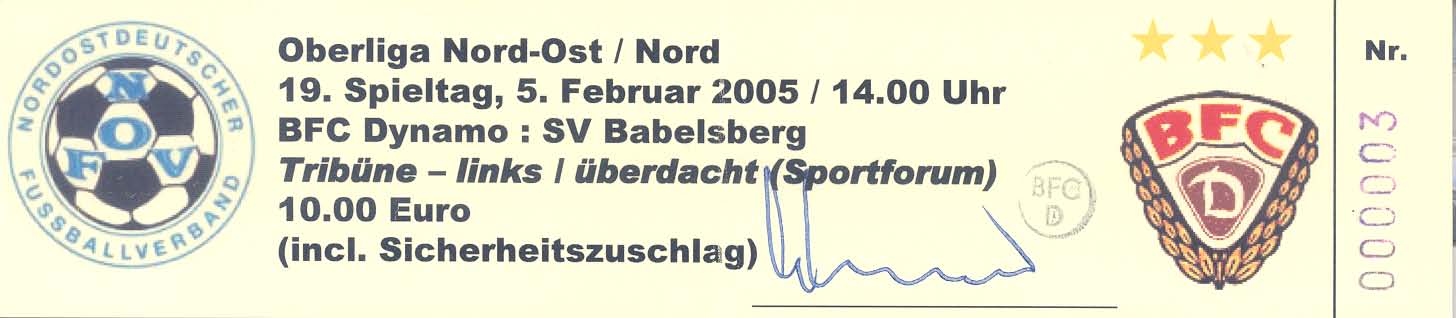 NORDOSTDEUTSCHER
FUSSBALLVERBAND
N
O
F V
Oberliga Nord-Ost / Nord
19. Spieltag, 5. Februar 2005 / 14.00 Uhr
BFC Dynamo : SV Babelsberg
Tribüne – links / überdacht (Sportforum)
10.00 Euro
(incl. Sicherheitszuschlag)
BFC
D
BFC
D
Nr.
000003